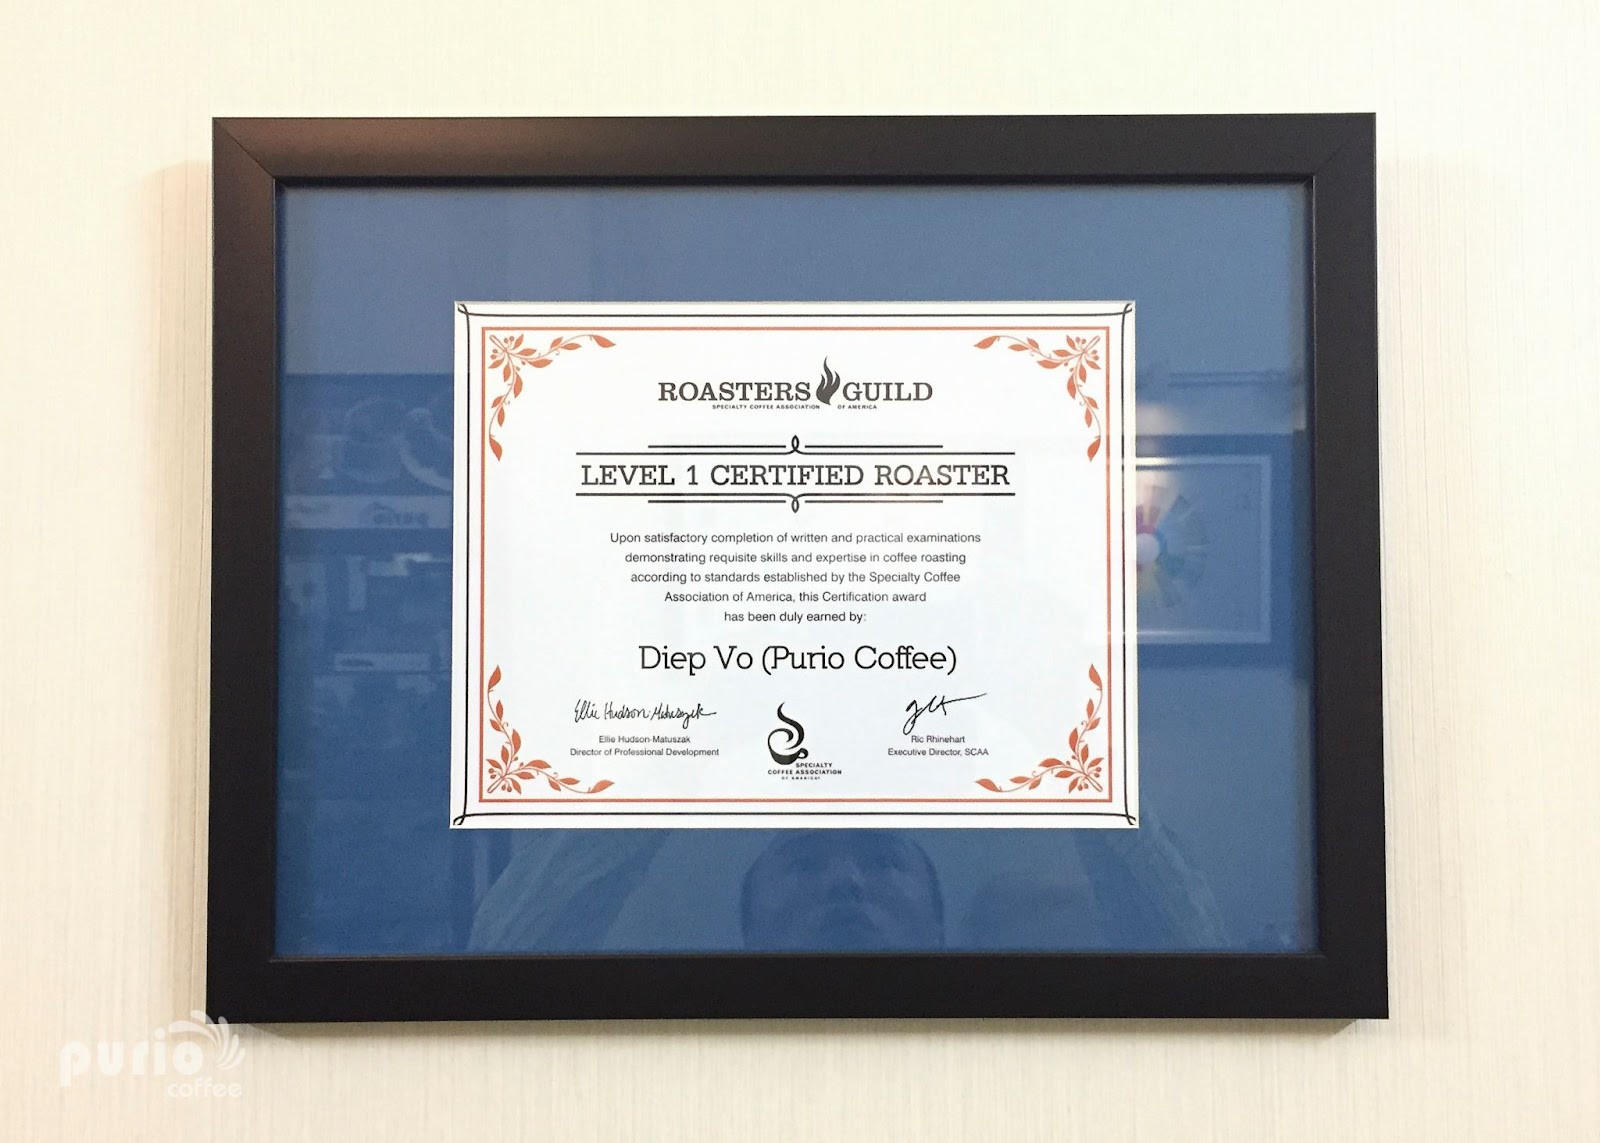 ROASTERS GUILD
SPECIALTY COFFEE ASSOCIATION OF AMERICA
LEVEL 1 CERTIFIED ROASTER
Upon satisfactory completion of written and practical examinations
demonstrating requisite skills and expertise in coffee roasting
according to standards established by the Specialty Coffee
Association of America, this Certification award
has been duly earned by:
Diep Vo (Purio Coffee)
Ellie Hudson-Matuszek
Ellie Hudson-Matuszak
Director of Professional Development
SPECIALTY
COFFEE ASSOCIATION
OF AMERICA®
Ric Rhinehart
Executive Director, SCAA
purio
coffee